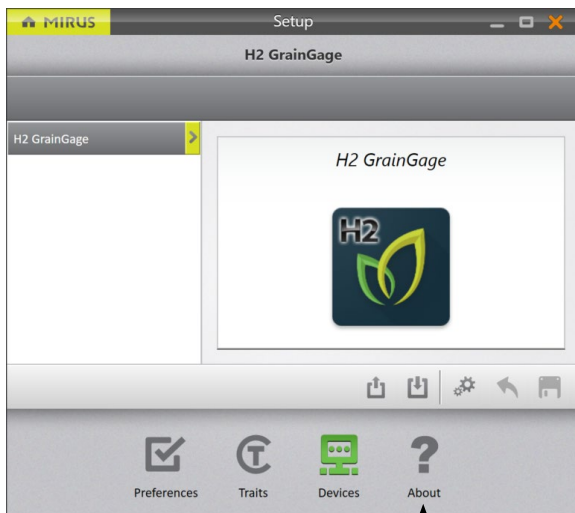 MIRUS
Setup
H2 GrainGage
H2 GrainGage
H2 GrainGage
H2
Preferences
Traits
Devices
About